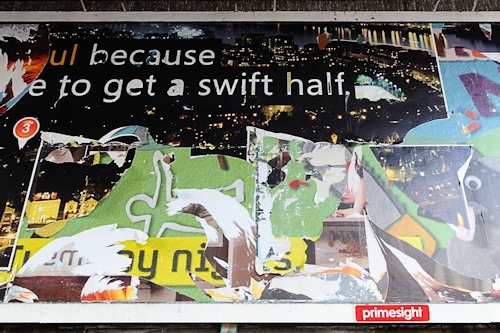 ul because
e to get a swift half.
3
primesight